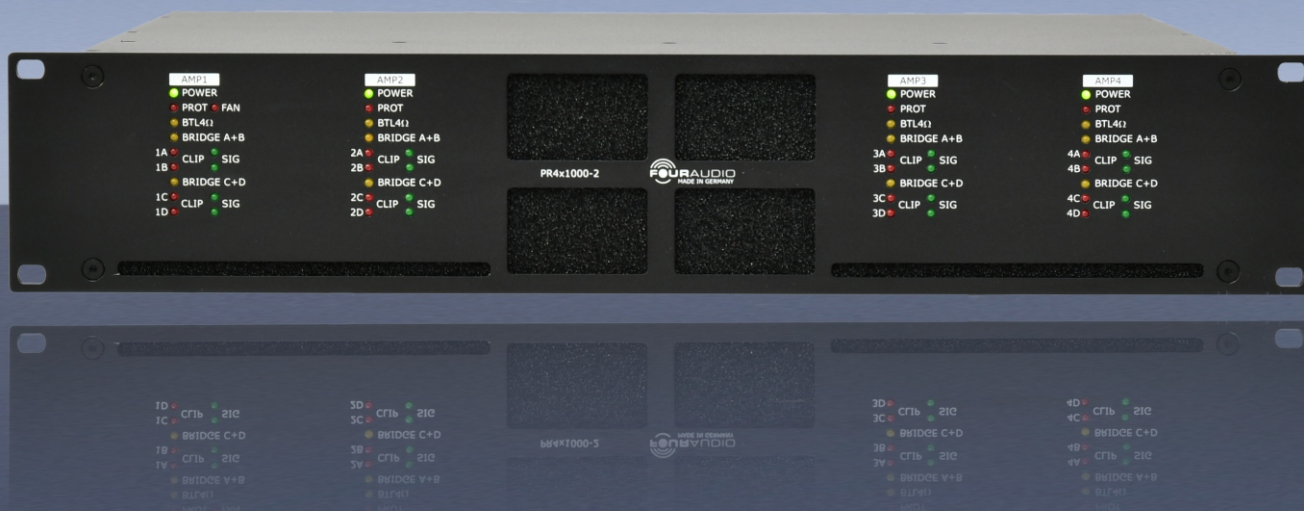 AMP1
POWER
PROT FAN
BTL4Ω
BRIDGE A+B
1A
CLIP SIG
1B
BRIDGE C+D
1C
CLIP SIG
1D
AMP2
POWER
PROT
BTL4Ω
BRIDGE A+B
2A
CLIP SIG
2B
BRIDGE C+D
2C
CLIP SIG
2D
PR4x1000-2
FOURAUDIO
MADE IN GERMANY
AMP3
POWER
PROT
BTL4Ω
BRIDGE A+B
3A
CLIP SIG
3B
BRIDGE C+D
3C
CLIP SIG
3D
AMP4
POWER
PROT
BTL4Ω
BRIDGE A+B
4A
CLIP SIG
4B
BRIDGE C+D
4C
CLIP SIG
4D